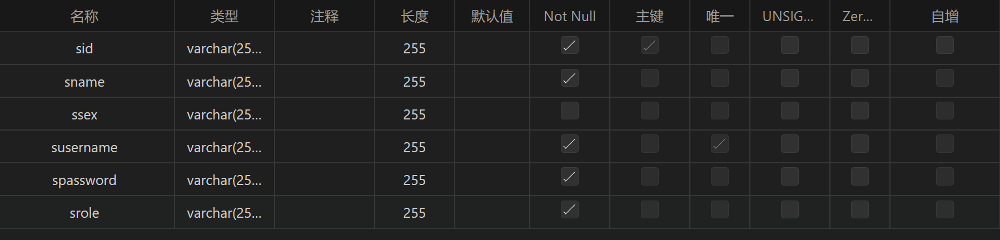 名称 类型 注释 长度 默认值 Not Null 主键 唯一 UNSIG... Zer... 自增
sid varchar(25... 255
sname varchar(25... 255
ssex varchar(25... 255
susername varchar(25... 255
spassword varchar(25... 255
srole varchar(25... 255